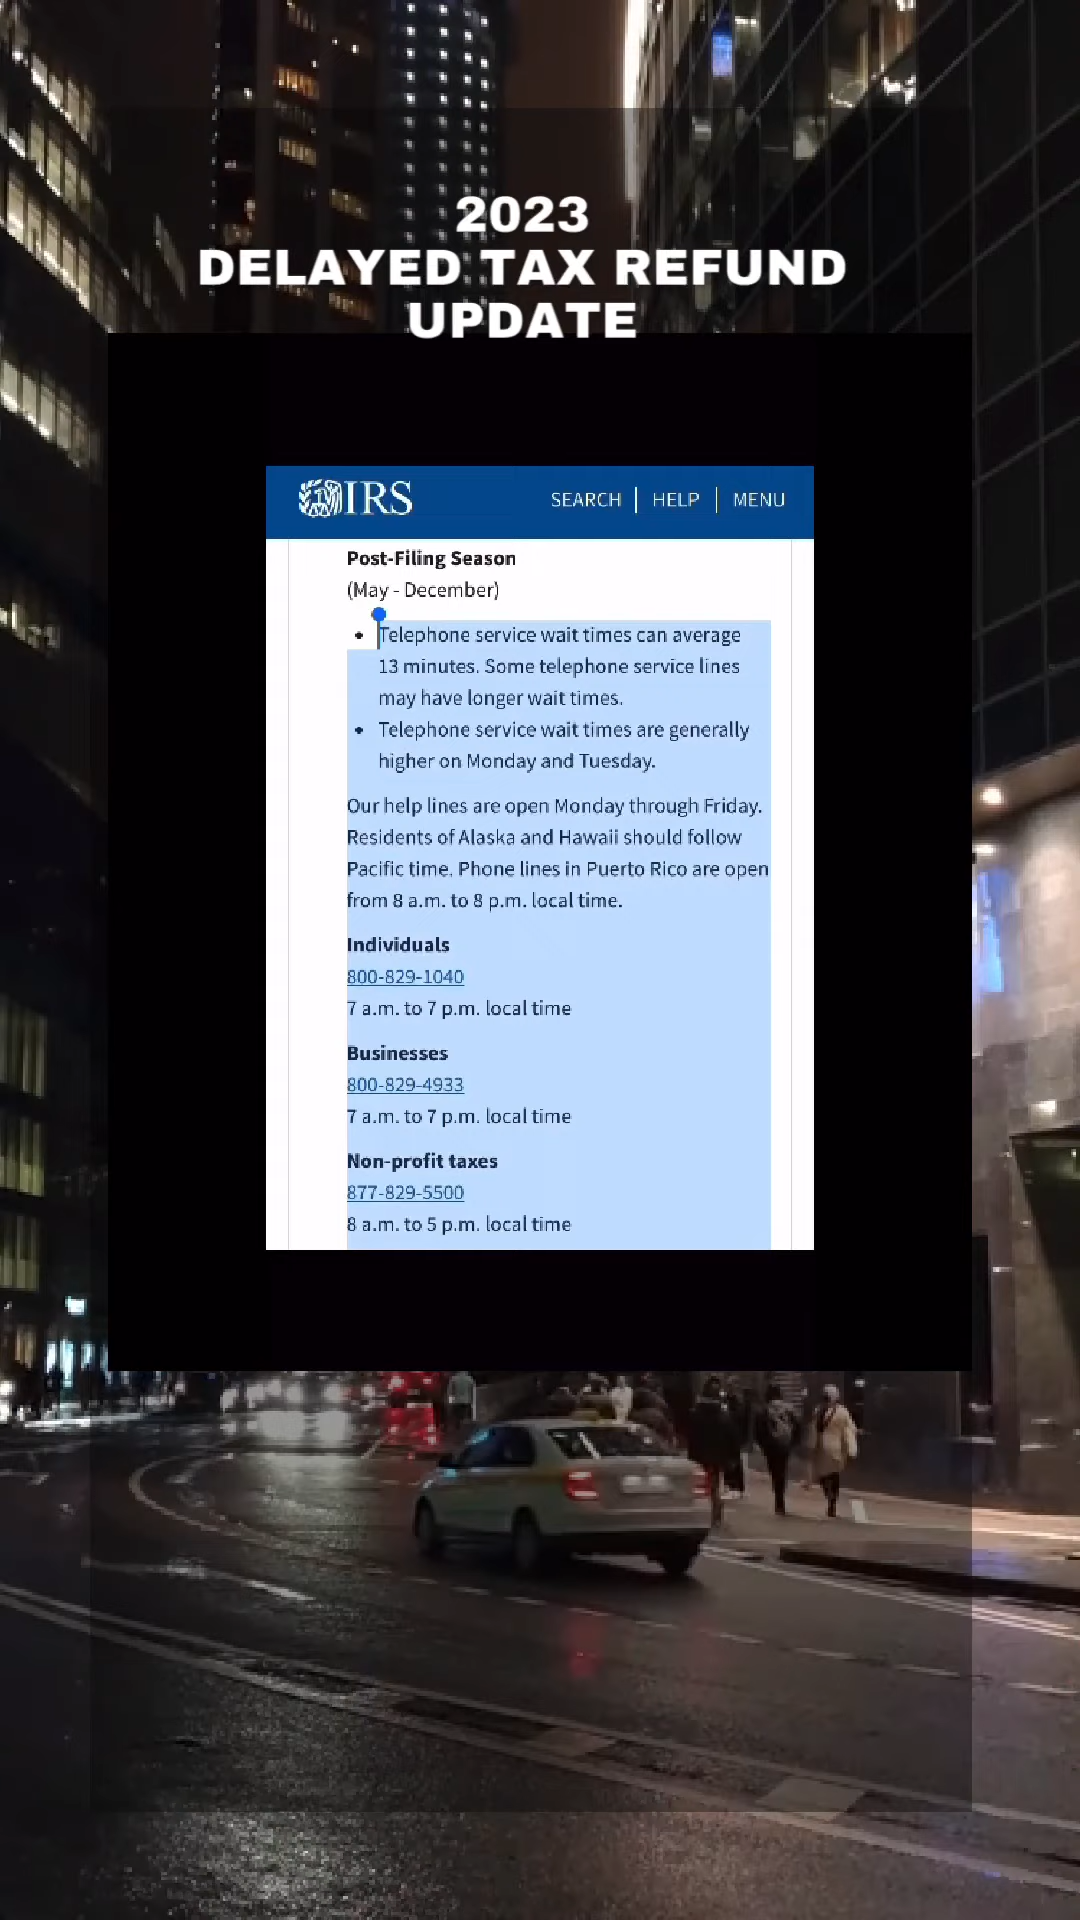 2023
DELAYED TAX REFUND
UPDATE
IRS
SEARCH | HELP | MENU
Post-Filing Season
(May - December)
• Telephone service wait times can average
13 minutes. Some telephone service lines
may have longer wait times.
• Telephone service wait times are generally
higher on Monday and Tuesday.
Our help lines are open Monday through Friday.
Residents of Alaska and Hawaii should follow
Pacific time. Phone lines in Puerto Rico are open
from 8 a.m. to 8 p.m. local time.
Individuals
800-829-1040
7 a.m. to 7 p.m. local time
Businesses
800-829-4933
7 a.m. to 7 p.m. local time
Non-profit taxes
877-829-5500
8 a.m. to 5 p.m. local time